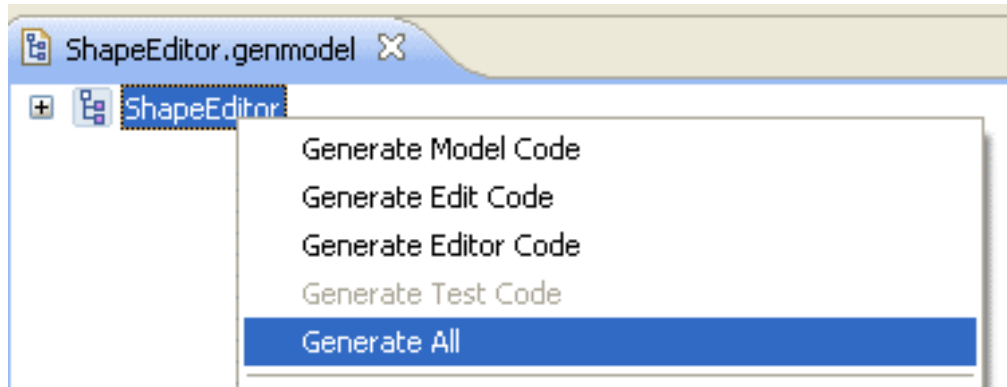 ShapeEditor.genmodel
ShapeEditor
Generate Model Code
Generate Edit Code
Generate Editor Code
Generate Test Code
Generate All